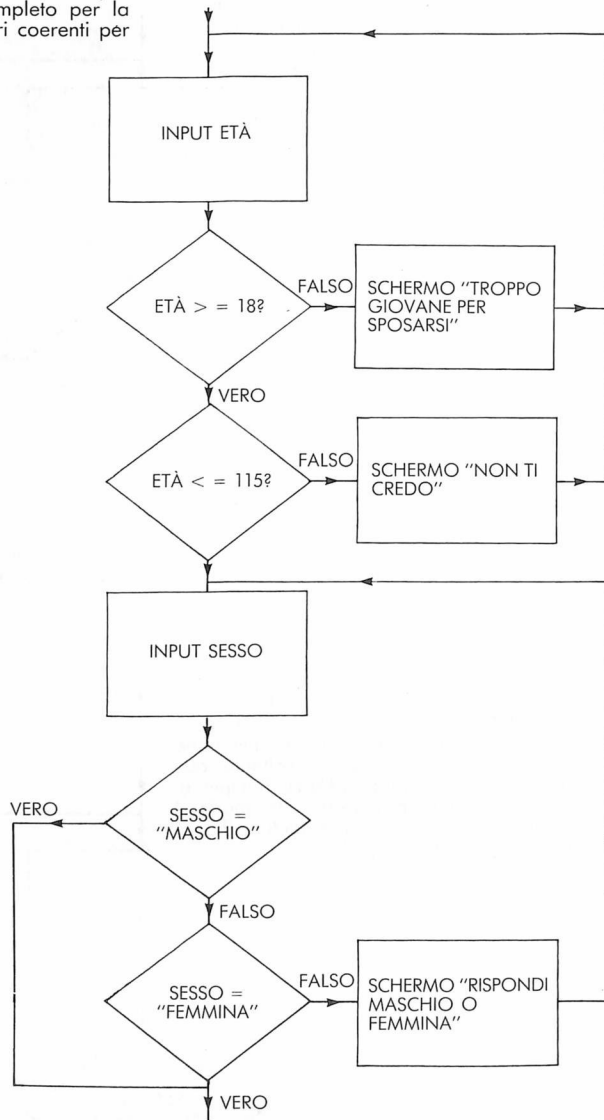 mpleto per la
ri coerenti per
INPUT ETÀ
ETÀ > = 18?
FALSO
SCHERMO "TROPPO
GIOVANE PER
SPOSARSI"
VERO
ETÀ < = 115?
FALSO
SCHERMO "NON TI
CREDO"
INPUT SESSO
SESSO =
"MASCHIO"
VERO
FALSO
SESSO =
"FEMMINA"
FALSO
SCHERMO "RISPONDI
MASCHIO O
FEMMINA"
VERO